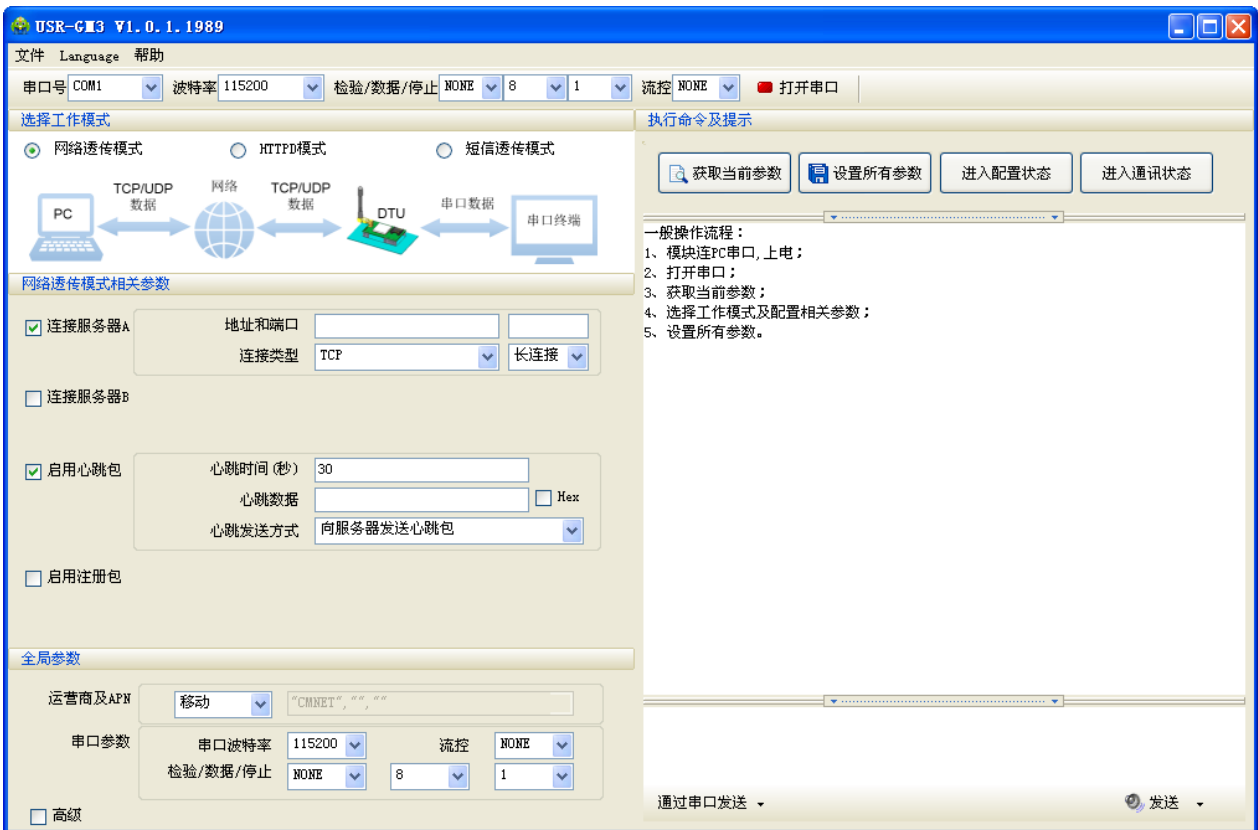 USR-GM3 V1.0.1.1989
文件 Language 帮助
串口号 COM1 波特率 115200 检验/数据/停止 NONE 8 1 流控 NONE 打开串口
选择工作模式
网络透传模式 HTTPD模式 短信透传模式
PC
TCP/UDP
数据
网络
TCP/UDP
数据
DTU
串口数据
串口终端
网络透传模式相关参数
连接服务器A
地址和端口
连接类型 TCP 长连接
连接服务器B
启用心跳包
心跳时间(秒) 30
心跳数据 Hex
心跳发送方式 向服务器发送心跳包
启用注册包
全局参数
运营商及APN 移动 "CMNET","",""
串口参数
串口波特率 115200 流控 NONE
检验/数据/停止 NONE 8 1
高级
执行命令及提示
获取当前参数 设置所有参数 进入配置状态 进入通讯状态
一般操作流程：
1、模块连PC串口,上电；
2、打开串口；
3、获取当前参数；
4、选择工作模式及配置相关参数；
5、设置所有参数。
通过串口发送 发送